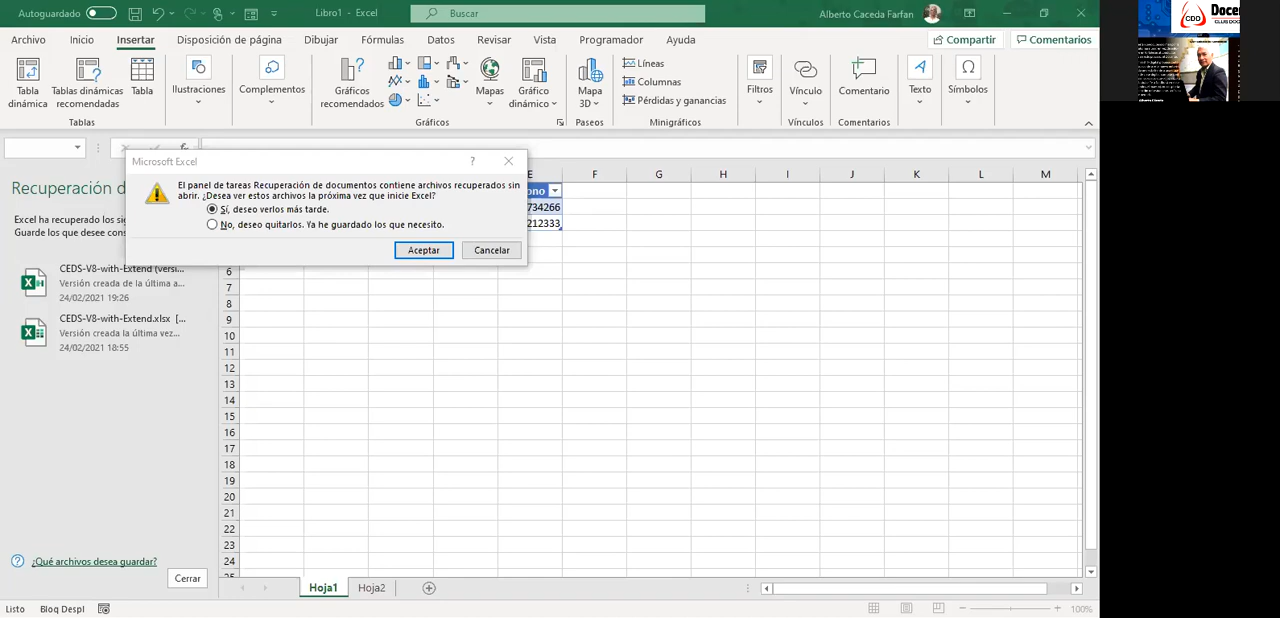 Autoguardado
Libro1 - Excel
Buscar
Alberto Caceda Farfan
Archivo
Inicio
Insertar
Disposición de página
Vista
Ayuda
Compartir
Comentarios
Tabla dinámica
Tablas dinámicas recomendadas
Tabla
Ilustraciones
Complementos
Gráficos recomendados
Mapas
Gráfico dinámico
Mapa 3D
Líneas
Columnas
Pérdidas y ganancias
Filtros
Vínculo
Comentario
Texto
Símbolos
Tablas
Gráficos
Paseos
Minigráficos
Vínculos
Comentarios
Microsoft Excel
El panel de tareas Recuperación de documentos contiene archivos recuperados sin
abrir. ¿Desea ver estos archivos la próxima vez que inicie Excel?
Sí, deseo verlos más tarde.
No, deseo quitarlos. Ya he guardado los que necesito.
Aceptar
Cancelar
Recuperación d
Excel ha recuperado los si
Guarde los que desee cons
CEDS-V8-with-Extend (versi...
Versión creada de la última a...
24/02/2021 19:26
CEDS-V8-with-Extend.xlsx [...
Versión creada la última vez...
24/02/2021 18:55
¿Qué archivos desea guardar?
Cerrar
E F G H I J K L M
ono
734266
212333
6
7
8
9
10
11
12
13
14
15
16
17
18
19
20
21
22
23
24
25
Hoja1
Hoja2
Listo
Bloq Despl
100%
CDD
Docen
CLUB DOC